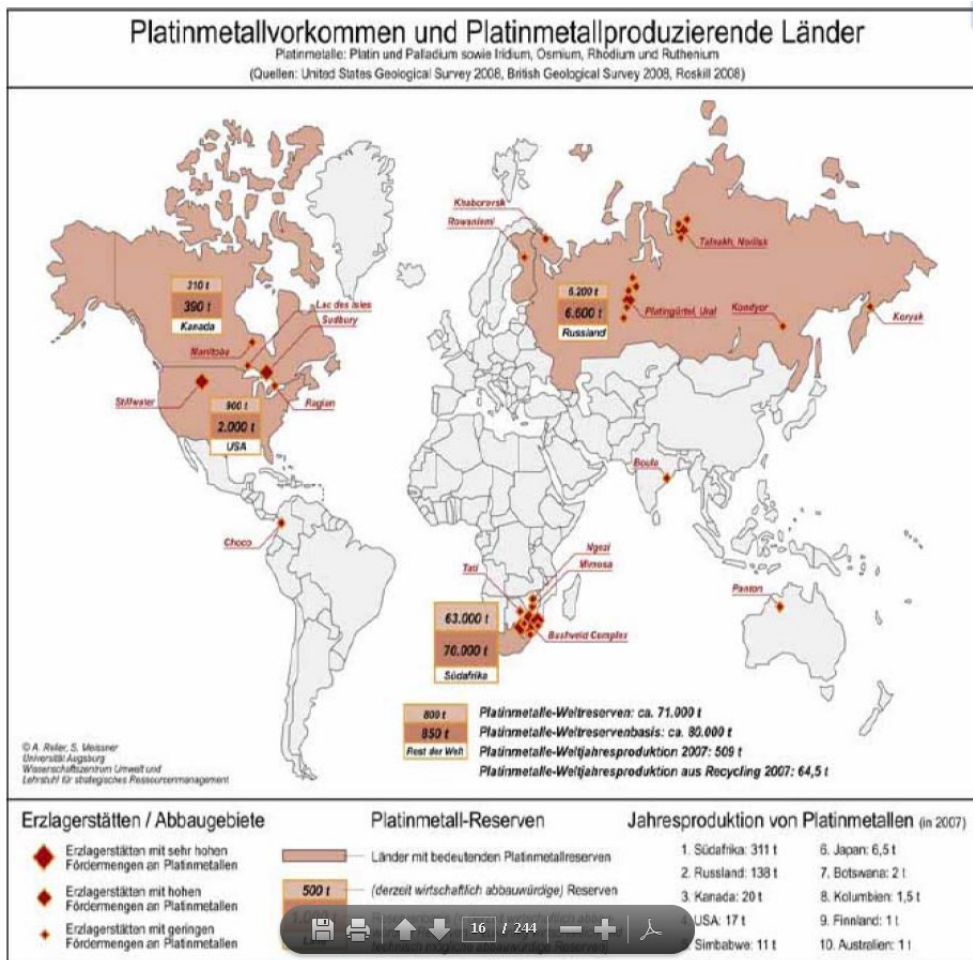 Platinmetallvorkommen und Platinmetallproduzierende Länder
Platinmetalle: Platin und Palladium sowie Iridium, Osmium, Rhodium und Ruthenium
(Quellen: United States Geological Survey 2008, British Geological Survey 2008, Roskill 2008)
Khaborovsk
Rowaniemi
Talnakh, Norilsk
310 t
390 t
Kanada
Lac des Isles
Sudbury
Manitoba
6.200 t
6.600 t
Russland
Platingürtel, Ural
Kondyor
Koryak
Stillwater
Raglan
900 t
2.000 t
USA
Boula
Choco
Ngezi
Tati
Mimosa
Panton
63.000 t
70.000 t
Südafrika
Bushveld Complex
800 t
850 t
Rest der Welt
Platinmetalle-Weltreserven: ca. 71.000 t
Platinmetalle-Weltreservenbasis: ca. 80.000 t
Platinmetalle-Weltjahresproduktion 2007: 509 t
Platinmetalle-Weltjahresproduktion aus Recycling 2007: 64,5 t
© A. Reller, S. Meissner
Universität Augsburg
Wissenschaftszentrum Umwelt und
Lehrstuhl für strategisches Ressourcenmanagement
Erzlagerstätten / Abbaugebiete
Erzlagerstätten mit sehr hohen
Fördermengen an Platinmetallen
Erzlagerstätten mit hohen
Fördermengen an Platinmetallen
Erzlagerstätten mit geringen
Fördermengen an Platinmetallen
Platinmetall-Reserven
Länder mit bedeutenden Platinmetallreserven
500 t
(derzeit wirtschaftlich abbauwürdige) Reserven
technisch mögliche abbauwürdige Reserven)
Jahresproduktion von Platinmetallen (in 2007)
1. Südafrika: 311 t
2. Russland: 138 t
3. Kanada: 20 t
4. USA: 17 t
5. Simbabwe: 11 t
6. Japan: 6,5 t
7. Botswana: 2 t
8. Kolumbien: 1,5 t
9. Finnland: 1 t
10. Australien: 1 t
16 / 244